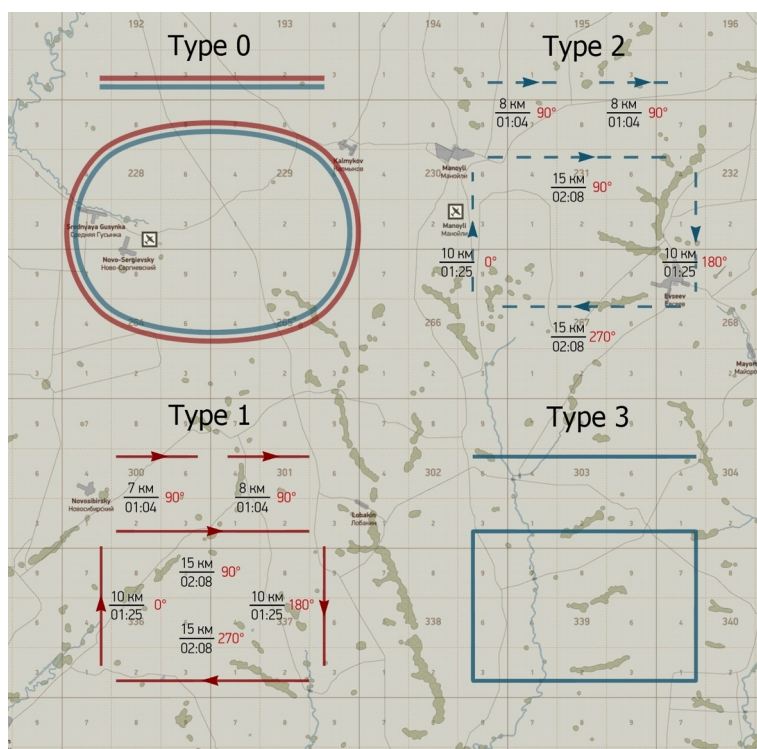 192
193
194
195
196
Type 0
Type 2
8 км
01:04
90°
8 км
01:04
90°
Kalmykov
Калмыков
Manoyli
Манойли
228
229
230
231
232
15 км
02:08
90°
Srednyaya Gusynka
Средняя Гусынка
Novo-Sergievsky
Ново-Сергиевский
Manoyli
Манойли
10 км
01:25
0°
10 км
01:25
180°
Evseev
Евсеев
264
265
266
267
268
15 км
02:08
270°
Type 1
Type 3
300
301
302
303
304
7 км
01:04
90°
8 км
01:04
90°
Novosibirsky
Новосибирский
Lobakin
Лобакин
15 км
02:08
90°
10 км
01:25
0°
10 км
01:25
180°
336
337
338
339
340
15 км
02:08
270°